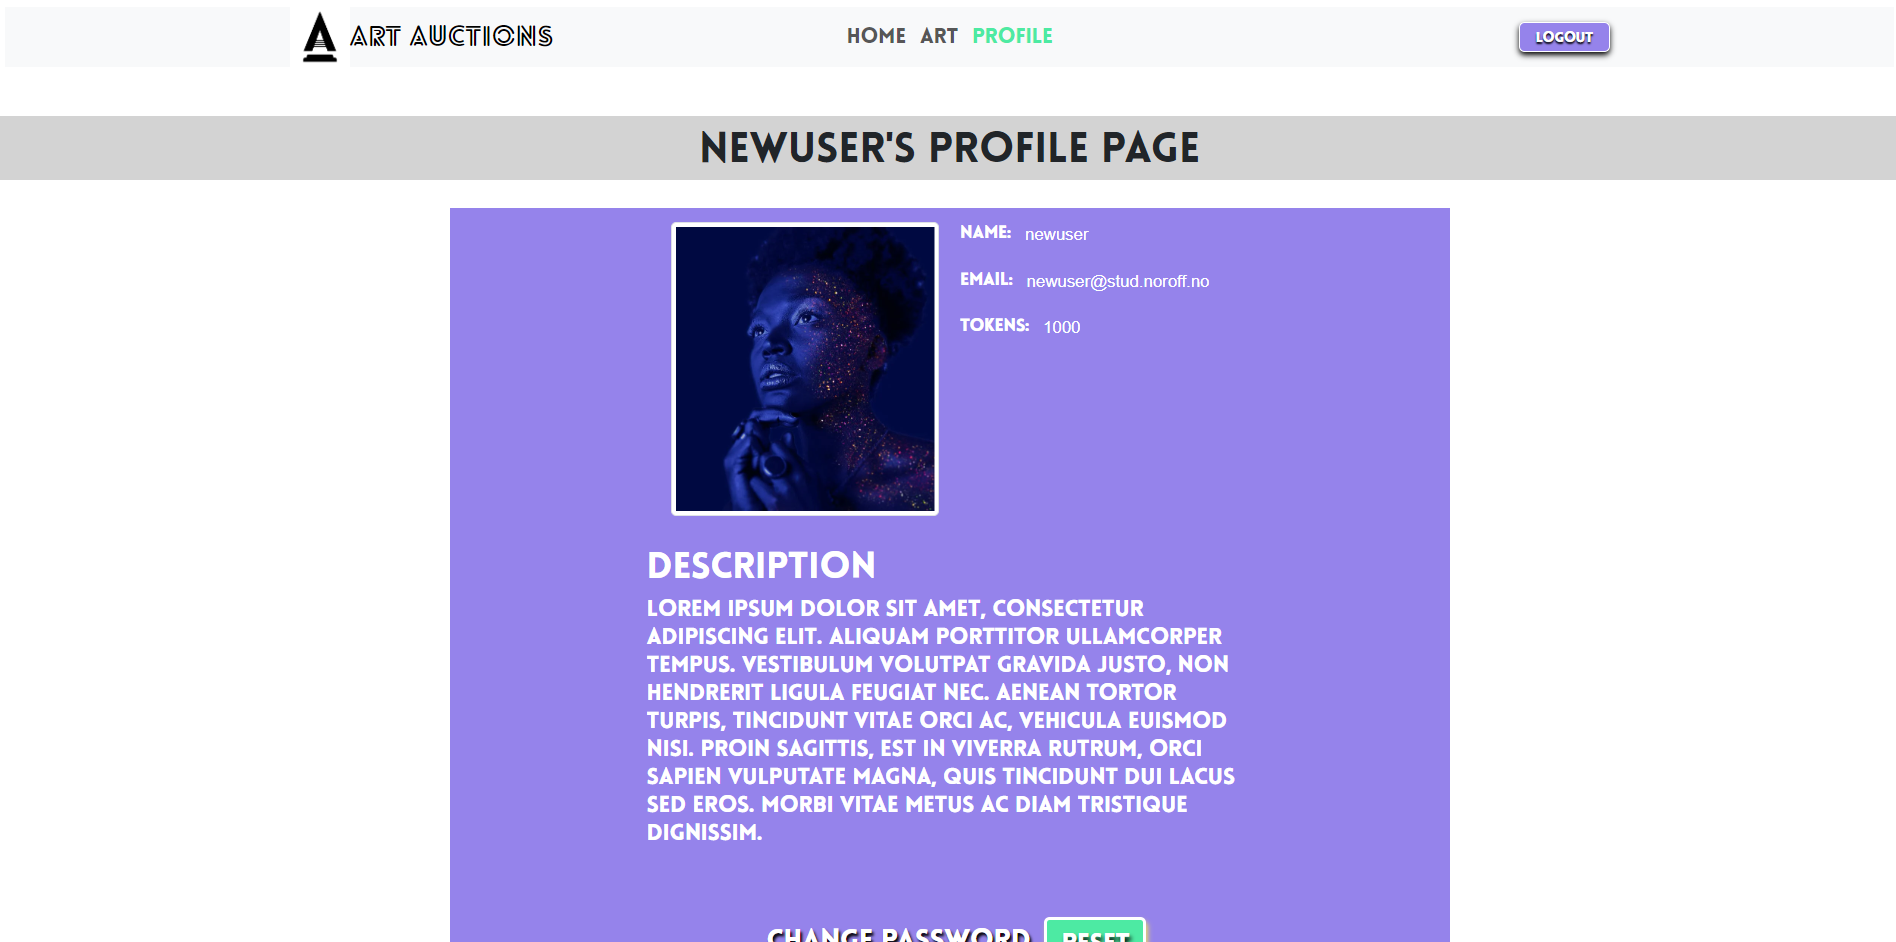 ART AUCTIONS
HOME ART PROFILE
LOGOUT
NEWUSER'S PROFILE PAGE
NAME: newuser
EMAIL: newuser@stud.noroff.no
TOKENS: 1000
DESCRIPTION
LOREM IPSUM DOLOR SIT AMET, CONSECTETUR
ADIPISCING ELIT. ALIQUAM PORTTITOR ULLAMCORPER
TEMPUS. VESTIBULUM VOLUTPAT GRAVIDA JUSTO, NON
HENDRERIT LIGULA FEUGIAT NEC. AENEAN TORTOR
TURPIS, TINCIDUNT VITAE ORCI AC, VEHICULA EUISMOD
NISI. PROIN SAGITTIS, EST IN VIVERRA RUTRUM, ORCI
SAPIEN VULPUTATE MAGNA, QUIS TINCIDUNT DUI LACUS
SED EROS. MORBI VITAE METUS AC DIAM TRISTIQUE
DIGNISSIM.
CHANGE PASSWORD RESET